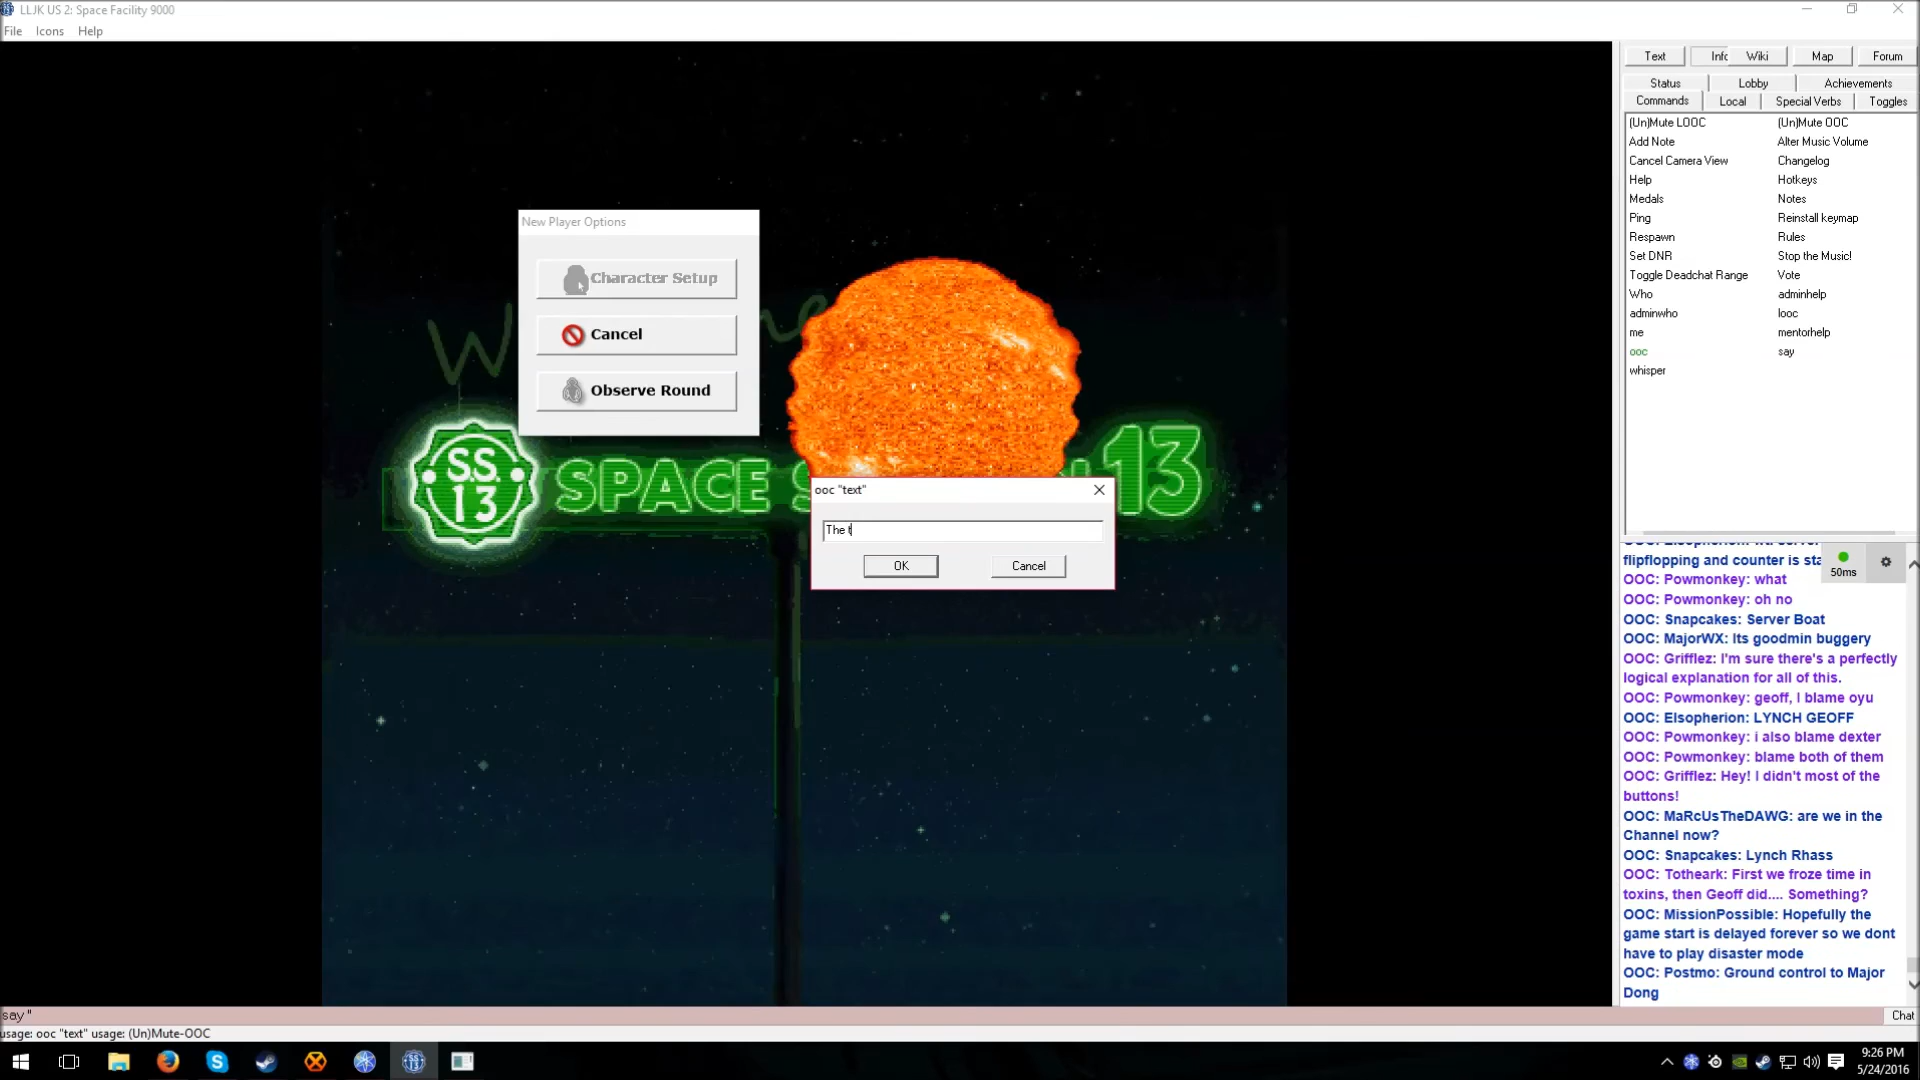 LLJK US 2: Space Facility 9000
File Icons Help
New Player Options
Character Setup
Cancel
Observe Round
S.S.
13
SPACE
13
ooc "text"
The t
OK Cancel
Text Info Wiki Map Forum
Status Lobby Achievements
Commands Local Special Verbs Toggles
(Un)Mute LOOC (Un)Mute OOC
Add Note Alter Music Volume
Cancel Camera View Changelog
Help Hotkeys
Medals Notes
Ping Reinstall keymap
Respawn Rules
Set DNR Stop the Music!
Toggle Deadchat Range Vote
Who adminhelp
adminwho looc
me mentorhelp
ooc say
whisper
flipflopping and counter is sta
50ms
OOC: Powmonkey: what
OOC: Powmonkey: oh no
OOC: Snapcakes: Server Boat
OOC: MajorWX: Its goodmin buggery
OOC: Grifflez: I'm sure there's a perfectly
logical explanation for all of this.
OOC: Powmonkey: geoff, I blame oyu
OOC: Elsopherion: LYNCH GEOFF
OOC: Powmonkey: i also blame dexter
OOC: Powmonkey: blame both of them
OOC: Grifflez: Hey! I didn't most of the
buttons!
OOC: MaRcUsTheDAWG: are we in the
Channel now?
OOC: Snapcakes: Lynch Rhass
OOC: Totheark: First we froze time in
toxins, then Geoff did.... Something?
OOC: MissionPossible: Hopefully the
game start is delayed forever so we dont
have to play disaster mode
OOC: Postmo: Ground control to Major
Dong
say "
Chat
usage: ooc "text" usage: (Un)Mute-OOC
9:26 PM
5/24/2016